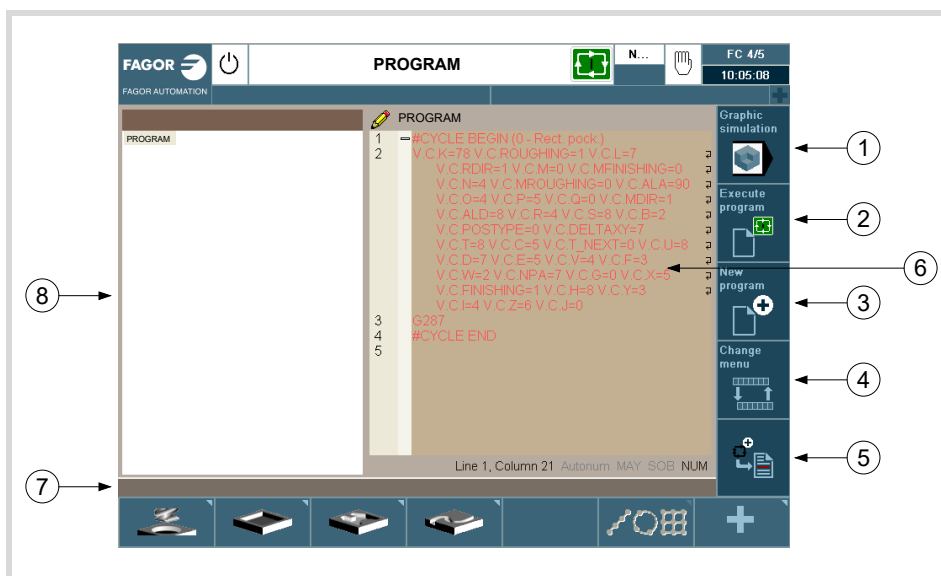 FAGOR
FAGOR AUTOMATION
PROGRAM
N...
FC 4/5
10:05:08
PROGRAM
PROGRAM
1 #CYCLE BEGIN (0 - Rect. pock.)
2 V.C.K=78 V.C.ROUGHING=1 V.C.L=7
V.C.RDIR=1 V.C.M=0 V.C.MFINISHING=0
V.C.N=4 V.C.MROUGHING=0 V.C.ALA=90
V.C.O=4 V.C.P=5 V.C.Q=0 V.C.MDIR=1
V.C.ALD=8 V.C.R=4 V.C.S=8 V.C.B=2
V.C.POSTYPE=0 V.C.DELTAXY=7
V.C.T=8 V.C.C=5 V.C.T_NEXT=0 V.C.U=8
V.C.D=7 V.C.E=5 V.C.V=4 V.C.F=3
V.C.W=2 V.C.NPA=7 V.C.G=0 V.C.X=5
V.C.FINISHING=1 V.C.H=8 V.C.Y=3
V.C.I=4 V.C.Z=6 V.C.J=0
3 G287
4 #CYCLE END
5
Line 1, Column 21 Autonum MAY SOB NUM
Graphic
simulation
Execute
program
New
program
Change
menu
1
2
3
4
5
6
7
8